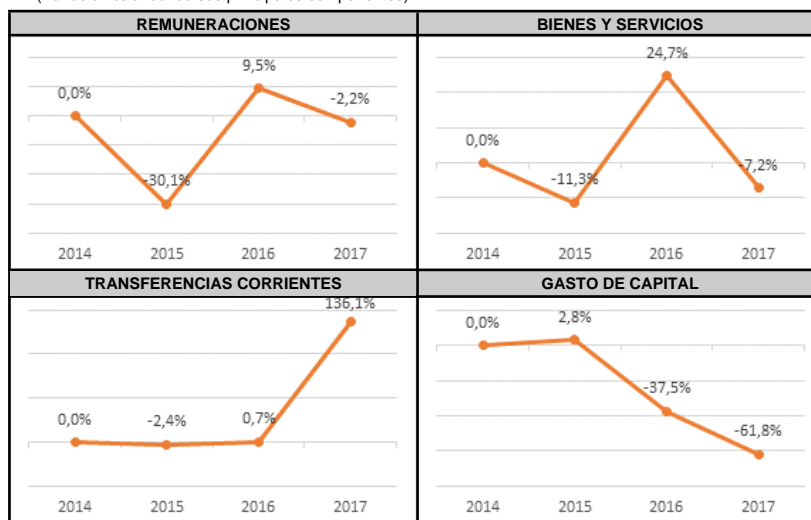 REMUNERACIONES
0,0%
-30,1%
9,5%
-2,2%
2014 2015 2016 2017
BIENES Y SERVICIOS
0,0%
-11,3%
24,7%
-7,2%
2014 2015 2016 2017
TRANSFERENCIAS CORRIENTES
0,0%
-2,4%
0,7%
136,1%
2014 2015 2016 2017
GASTO DE CAPITAL
0,0%
2,8%
-37,5%
-61,8%
2014 2015 2016 2017